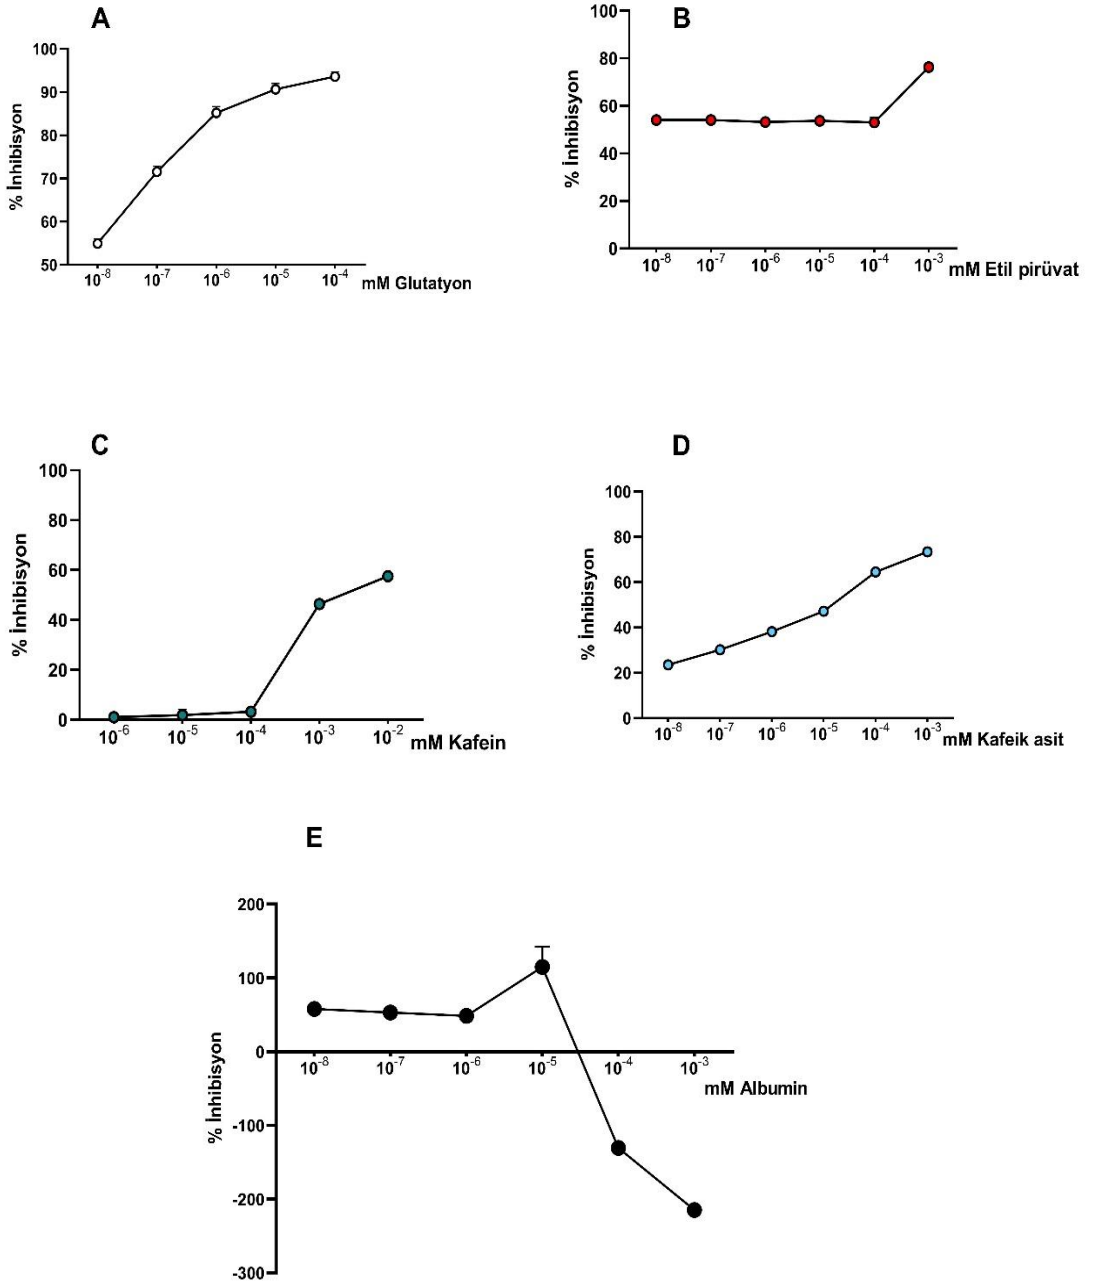 A
% İnhibisyon
100
90
80
70
60
50
10⁻⁸ 10⁻⁷ 10⁻⁶ 10⁻⁵ 10⁻⁴
mM Glutatyon
B
% İnhibisyon
100
80
60
40
20
0
10⁻⁸ 10⁻⁷ 10⁻⁶ 10⁻⁵ 10⁻⁴ 10⁻³
mM Etil pirüvat
C
% İnhibisyon
100
80
60
40
20
0
10⁻⁶ 10⁻⁵ 10⁻⁴ 10⁻³ 10⁻²
mM Kafein
D
% İnhibisyon
100
80
60
40
20
0
10⁻⁸ 10⁻⁷ 10⁻⁶ 10⁻⁵ 10⁻⁴ 10⁻³
mM Kafeik asit
E
% İnhibisyon
200
100
0
-100
-200
-300
10⁻⁸ 10⁻⁷ 10⁻⁶ 10⁻⁵ 10⁻⁴ 10⁻³
mM Albumin